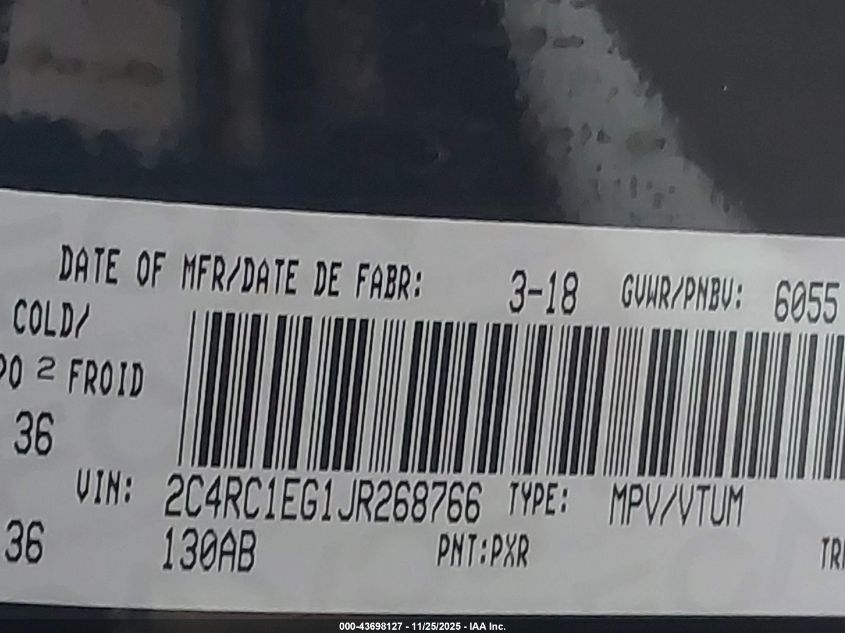 DATE OF MFR/DATE DE FABR: 3-18 GVWR/PNBV: 6055
COLD/
PO 2 FROID
36
VIN: 2C4RC1EG1JR268766 TYPE: MPV/VTUM
36 130AB PNT:PXR
000-43698127 - 11/25/2025 - IAA Inc.